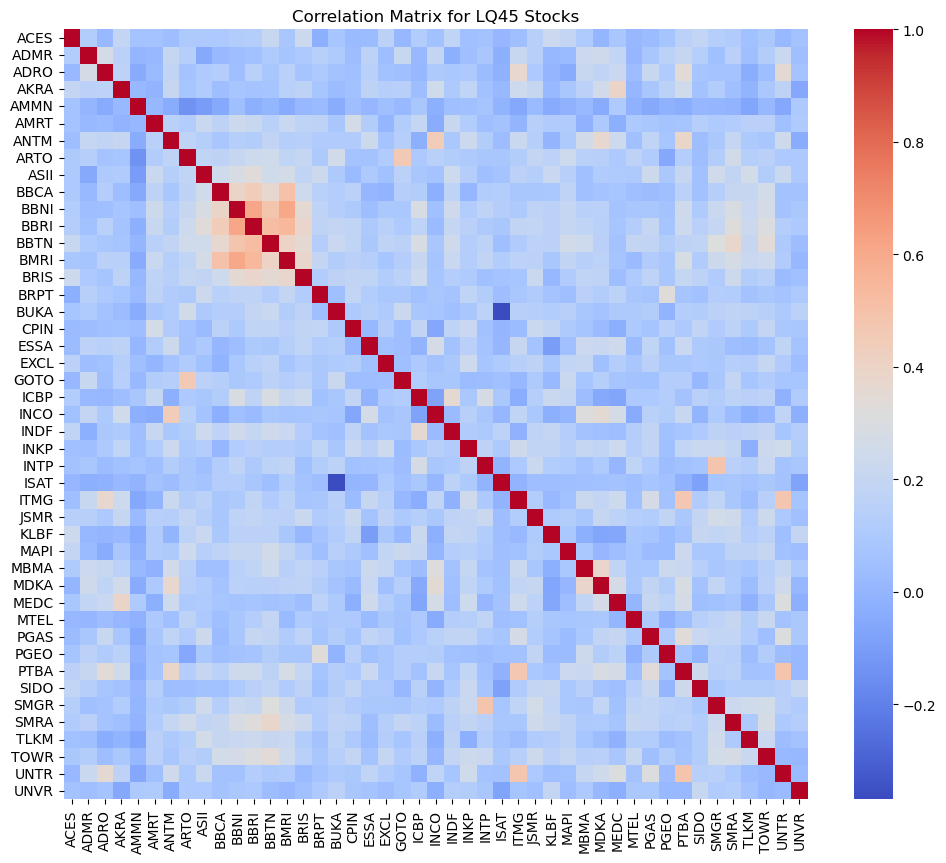 Correlation Matrix for LQ45 Stocks
ACES
ADMR
ADRO
AKRA
AMMN
AMRT
ANTM
ARTO
ASII
BBCA
BBNI
BBRI
BBTN
BMRI
BRIS
BRPT
BUKA
CPIN
ESSA
EXCL
GOTO
ICBP
INCO
INDF
INKP
INTP
ISAT
ITMG
JSMR
KLBF
MAPI
MBMA
MDKA
MEDC
MTEL
PGAS
PGEO
PTBA
SIDO
SMGR
SMRA
TLKM
TOWR
UNTR
UNVR
ACES ADMR ADRO AKRA AMMN AMRT ANTM ARTO ASII BBCA BBNI BBRI BBTN BMRI BRIS BRPT BUKA CPIN ESSA EXCL GOTO ICBP INCO INDF INKP INTP ISAT ITMG JSMR KLBF MAPI MBMA MDKA MEDC MTEL PGAS PGEO PTBA SIDO SMGR SMRA TLKM TOWR UNTR UNVR
1.0
0.8
0.6
0.4
0.2
0.0
−0.2